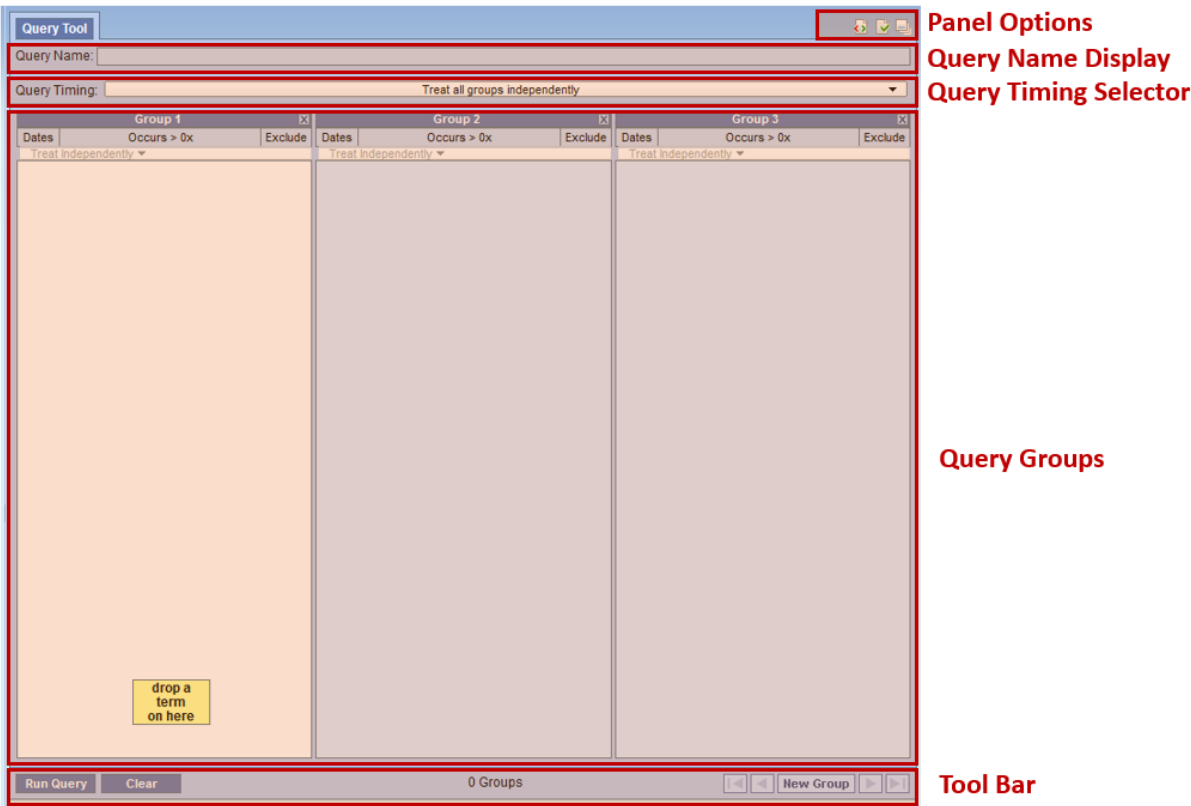 Query Tool
Panel Options
Query Name:
Query Name Display
Query Timing: Treat all groups independently
Query Timing Selector
Group 1 Group 2 Group 3
Dates Occurs > 0x Exclude Dates Occurs > 0x Exclude Dates Occurs > 0x Exclude
Treat Independently Treat Independently Treat Independently
Query Groups
drop a
term
on here
Run Query Clear 0 Groups New Group
Tool Bar